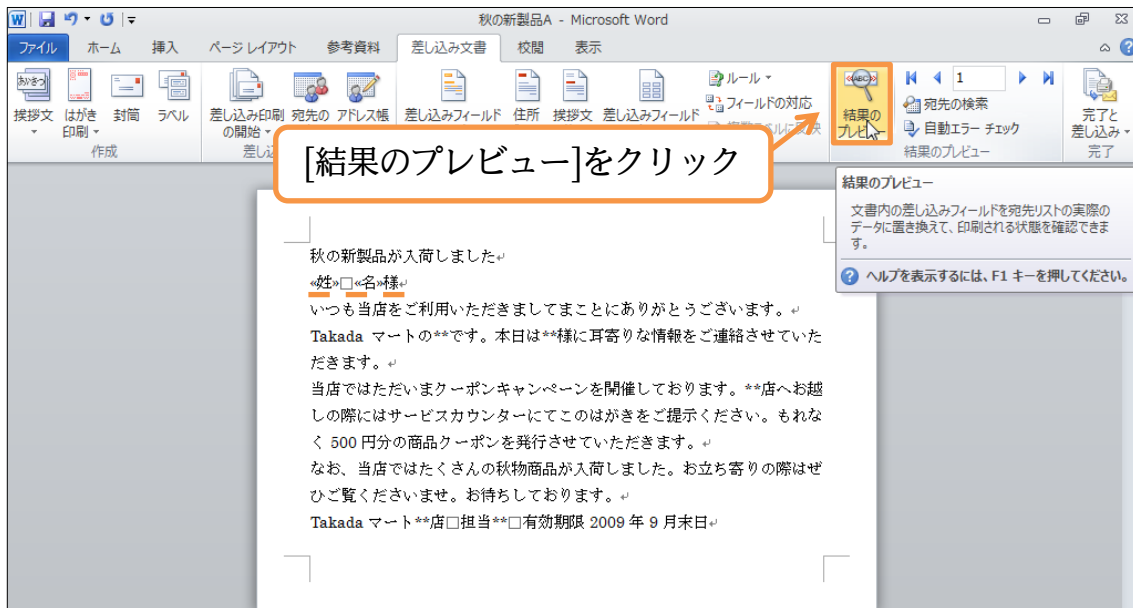 秋の新製品A - Microsoft Word
ファイル ホーム 挿入 ページ レイアウト 参考資料 差し込み文書 校閲 表示
あいさつ «ABC» 1 ルール
フィールドの対応
宛先の検索
挨拶文 はがき印刷 封筒 ラベル 差し込み印刷の開始 宛先の アドレス帳 差し込みフィールド 住所 挨拶文 差し込みフィールド 結果のプレビュー 自動エラー チェック 完了と差し込み
作成 差し込 結果のプレビュー 完了
[結果のプレビュー]をクリック
結果のプレビュー
文書内の差し込みフィールドを宛先リストの実際の
データに置き換えて、印刷される状態を確認できま
す。
ヘルプを表示するには、F1 キーを押してください。
秋の新製品が入荷しました
«姓»□«名»様
いつも当店をご利用いただきましてまことにありがとうございます。
Takada マートの**です。本日は**様に耳寄りな情報をご連絡させていた
だきます。
当店ではただいまクーポンキャンペーンを開催しております。**店へお越
しの際にはサービスカウンターにてこのはがきをご提示ください。もれな
く 500 円分の商品クーポンを発行させていただきます。
なお、当店ではたくさんの秋物商品が入荷しました。お立ち寄りの際はぜ
ひご覧くださいませ。お待ちしております。
Takada マート**店□担当**□有効期限 2009 年 9 月末日